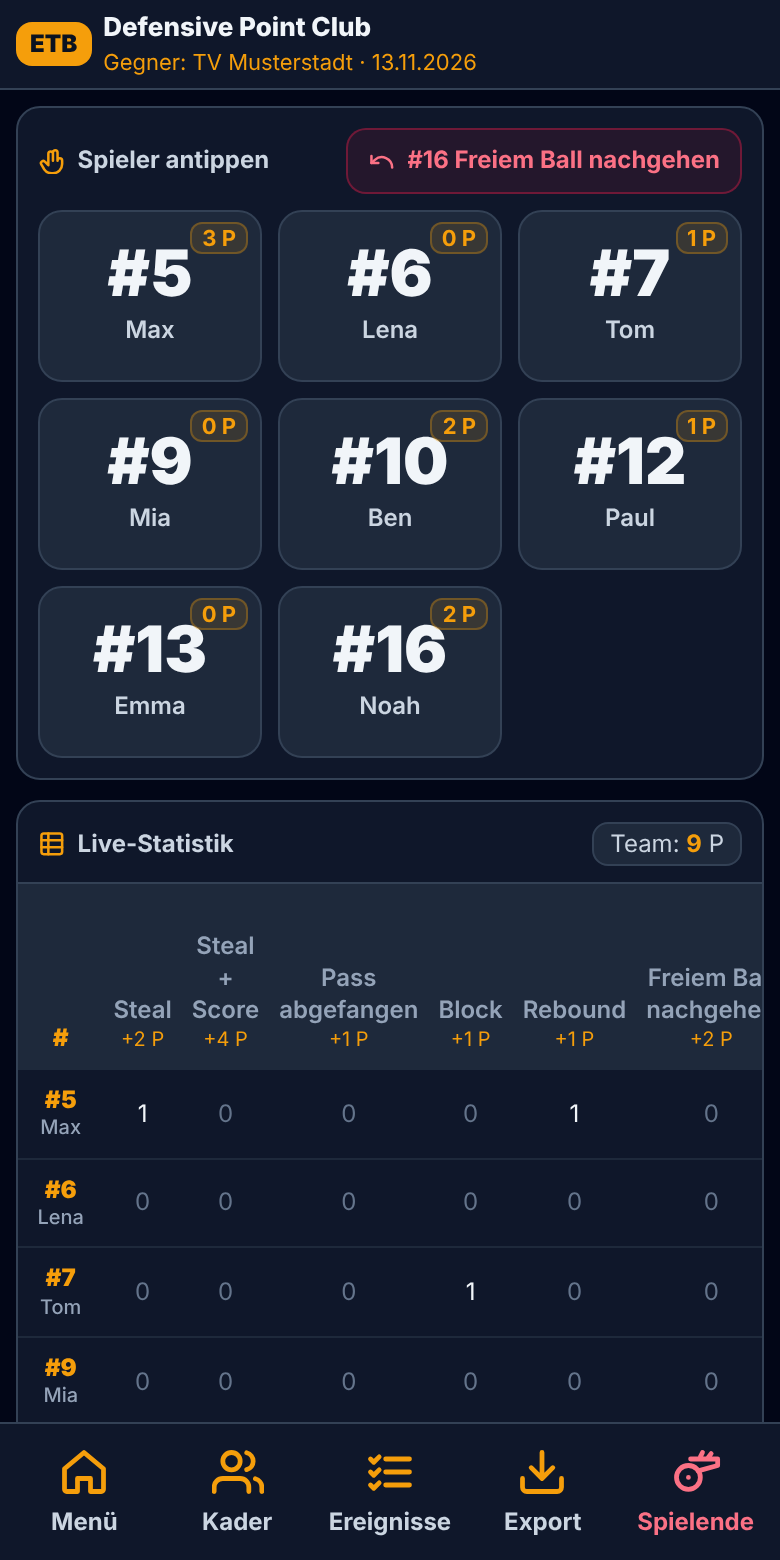 ETB
Defensive Point Club
Gegner: TV Musterstadt · 13.11.2026
Spieler antippen
#16 Freiem Ball nachgehen
3 P
#5
Max
0 P
#6
Lena
1 P
#7
Tom
0 P
#9
Mia
2 P
#10
Ben
1 P
#12
Paul
0 P
#13
Emma
2 P
#16
Noah
Live-Statistik
Team: 9 P
#
Steal
+2 P
Steal
+
Score
+4 P
Pass
abgefangen
+1 P
Block
+1 P
Rebound
+1 P
Freiem Ba
nachgehe
+2 P
#5 Max 1 0 0 0 1 0
#6 Lena 0 0 0 0 0 0
#7 Tom 0 0 0 1 0 0
#9 Mia 0 0 0 0 0 0
Menü
Kader
Ereignisse
Export
Spielende